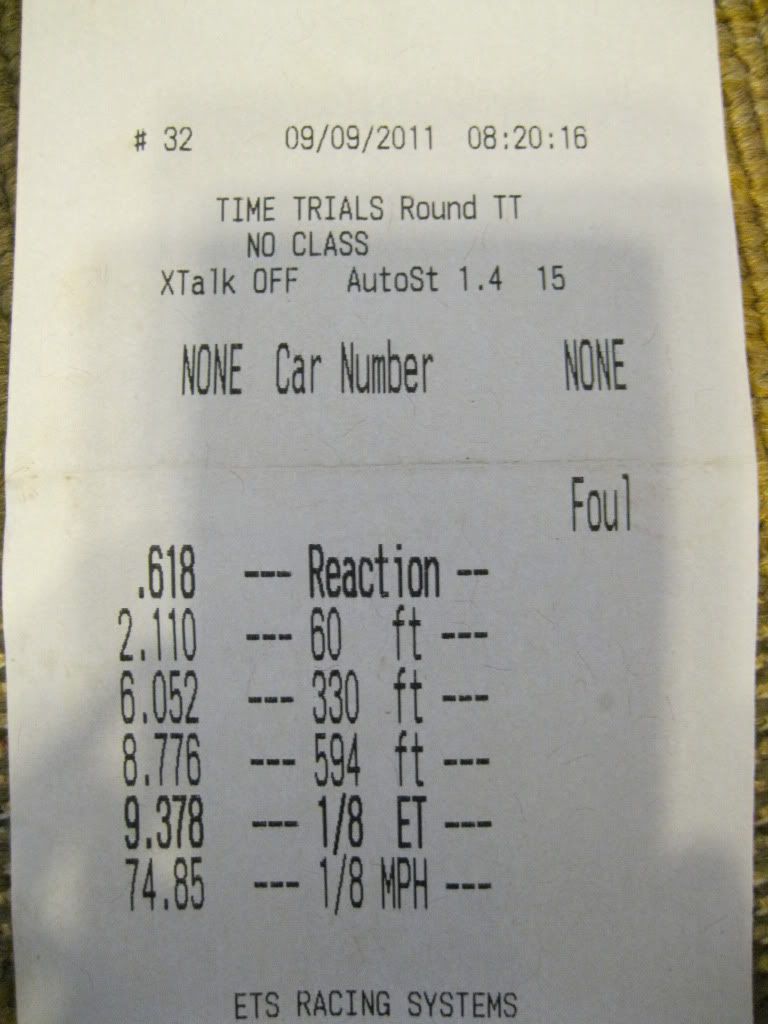 # 32 09/09/2011 08:20:16
TIME TRIALS Round TT
NO CLASS
XTalk OFF AutoSt 1.4 15
NONE Car Number NONE
Foul
.618 --- Reaction --
2.110 --- 60 ft ---
6.052 --- 330 ft ---
8.776 --- 594 ft ---
9.378 --- 1/8 ET ---
74.85 --- 1/8 MPH ---
ETS RACING SYSTEMS